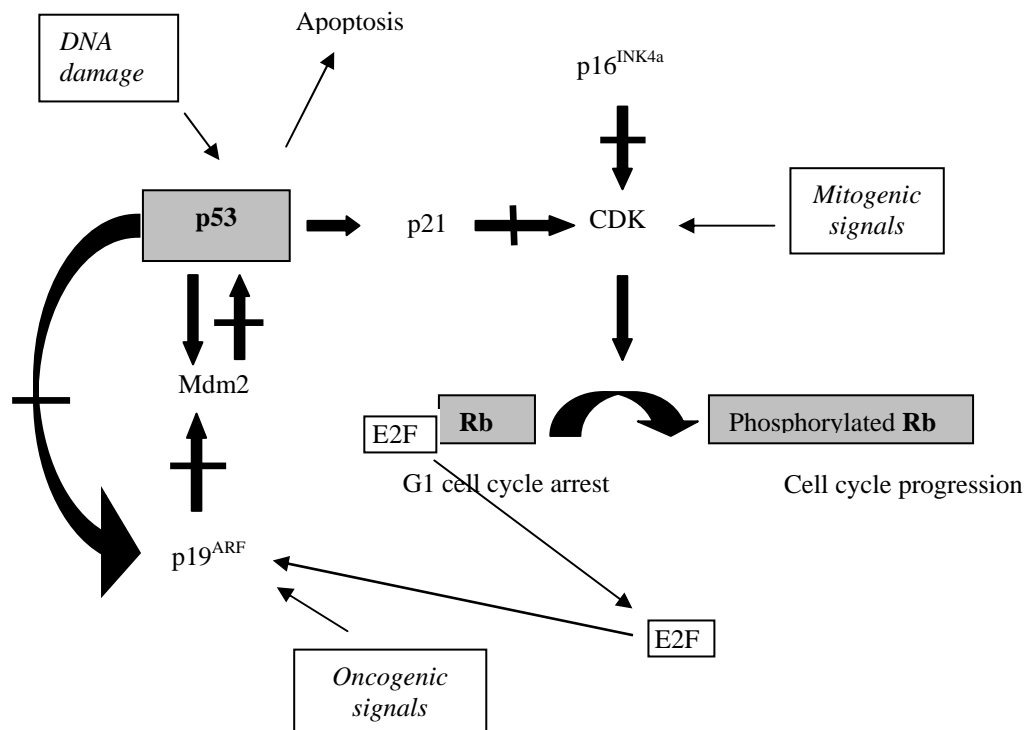 Apoptosis
DNA
damage
p16INK4a
p53
p21
CDK
Mitogenic
signals
Mdm2
E2F
Rb
Phosphorylated Rb
G1 cell cycle arrest
Cell cycle progression
p19ARF
E2F
Oncogenic
signals